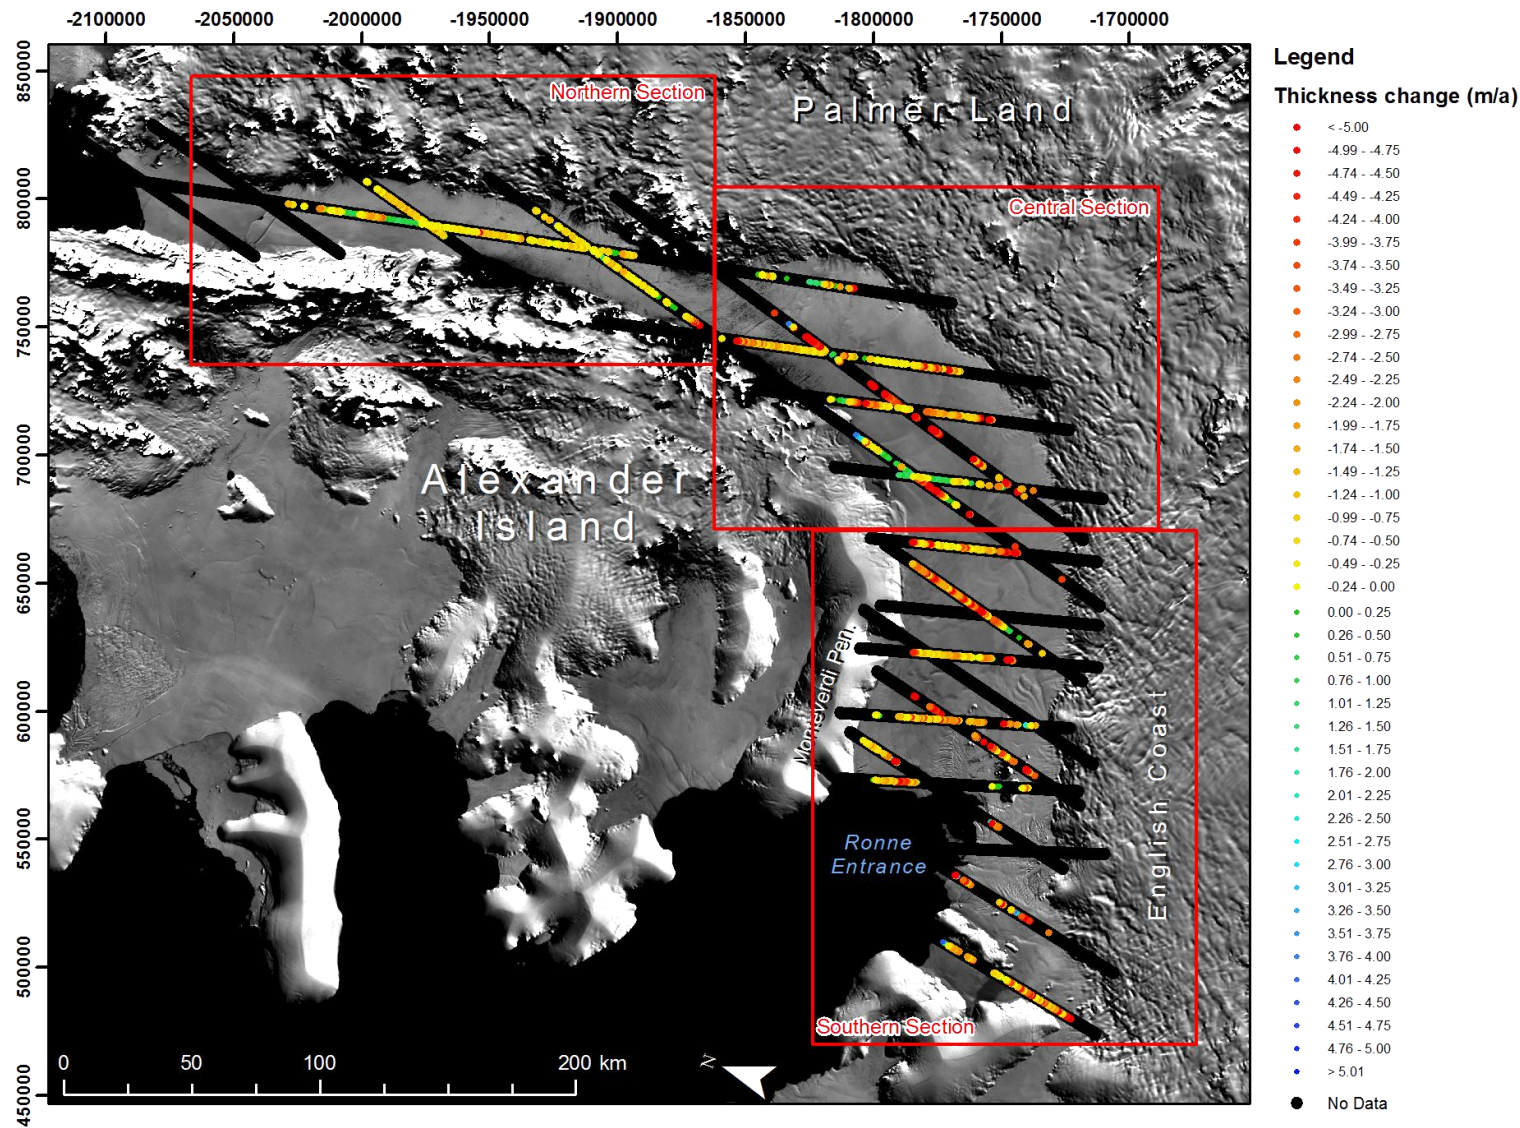 -2100000 -2050000 -2000000 -1950000 -1900000 -1850000 -1800000 -1750000 -1700000
850000
800000
750000
700000
650000
600000
550000
500000
450000
Northern Section
Palmer Land
Central Section
Alexander
Island
Monteverdi Pen.
English Coast
Ronne
Entrance
Southern Section
0 50 100 200 km
N
Legend
Thickness change (m/a)
< -5.00
-4.99 - -4.75
-4.74 - -4.50
-4.49 - -4.25
-4.24 - -4.00
-3.99 - -3.75
-3.74 - -3.50
-3.49 - -3.25
-3.24 - -3.00
-2.99 - -2.75
-2.74 - -2.50
-2.49 - -2.25
-2.24 - -2.00
-1.99 - -1.75
-1.74 - -1.50
-1.49 - -1.25
-1.24 - -1.00
-0.99 - -0.75
-0.74 - -0.50
-0.49 - -0.25
-0.24 - 0.00
0.00 - 0.25
0.26 - 0.50
0.51 - 0.75
0.76 - 1.00
1.01 - 1.25
1.26 - 1.50
1.51 - 1.75
1.76 - 2.00
2.01 - 2.25
2.26 - 2.50
2.51 - 2.75
2.76 - 3.00
3.01 - 3.25
3.26 - 3.50
3.51 - 3.75
3.76 - 4.00
4.01 - 4.25
4.26 - 4.50
4.51 - 4.75
4.76 - 5.00
> 5.01
No Data